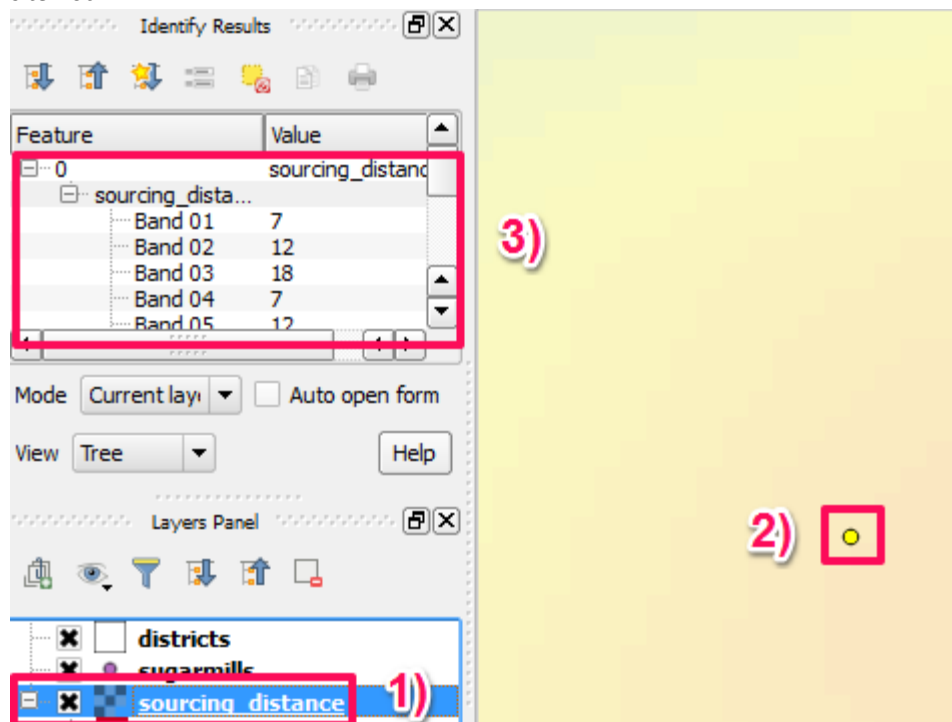 Identify Results
Feature Value
0 sourcing_distanc
sourcing_dista...
Band 01 7
Band 02 12
Band 03 18
Band 04 7
Band 05 12
3)
Mode Current lay Auto open form
View Tree Help
Layers Panel
2)
districts
sugarmills
sourcing_distance 1)